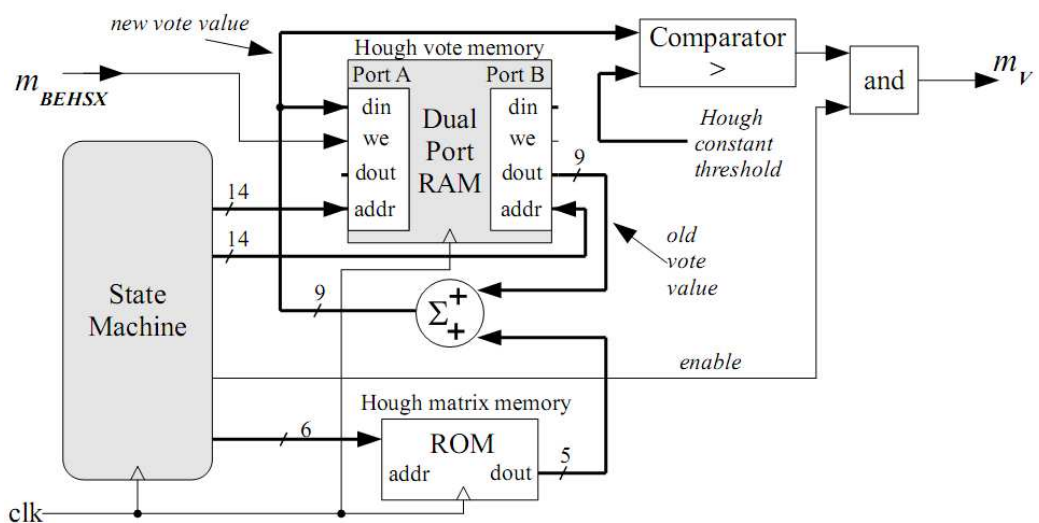 new vote value
Hough vote memory
m BEHSX
Port A
Port B
din
we
dout
addr
Dual
Port
RAM
din
we
dout
addr
Comparator
>
and
m V
Hough
constant
threshold
9
14
14
State
Machine
old
vote
value
9
Σ + +
enable
Hough matrix memory
6
ROM
addr
dout
5
clk